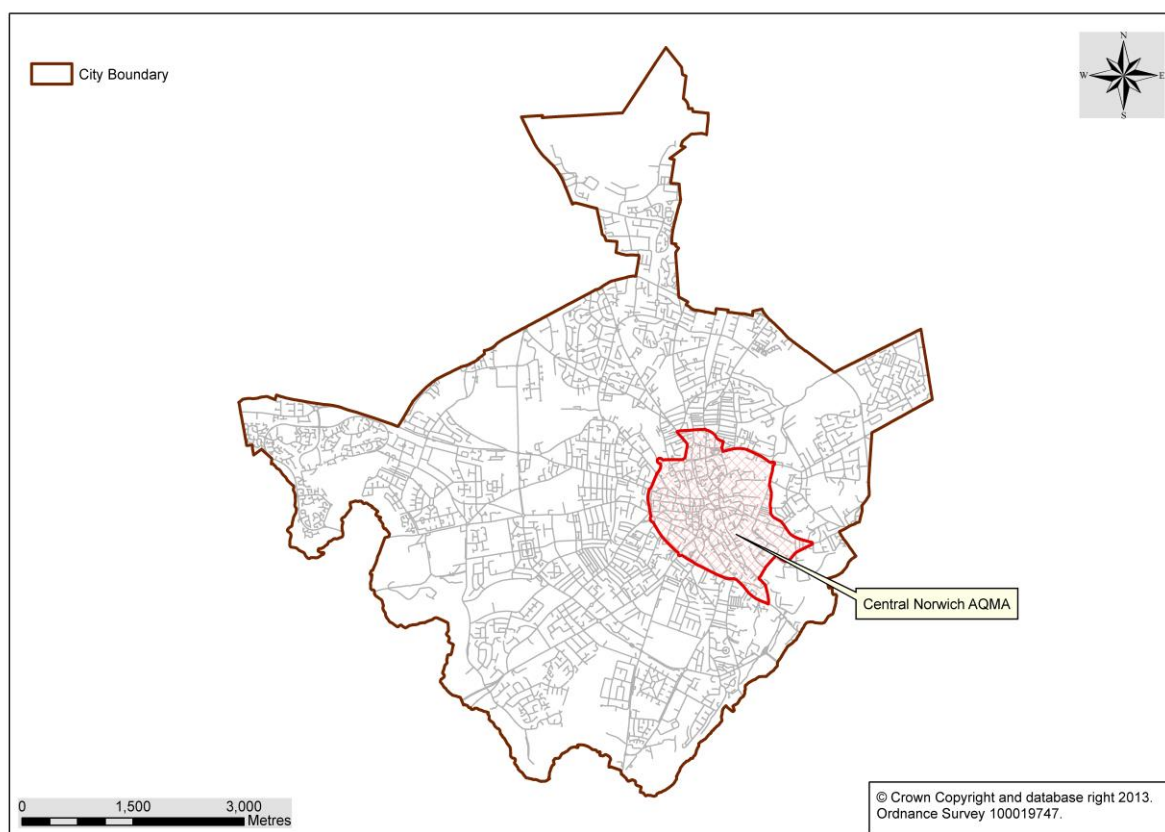 City Boundary
N
W E
S
Central Norwich AQMA
0 1,500 3,000
Metres
© Crown Copyright and database right 2013.
Ordnance Survey 100019747.